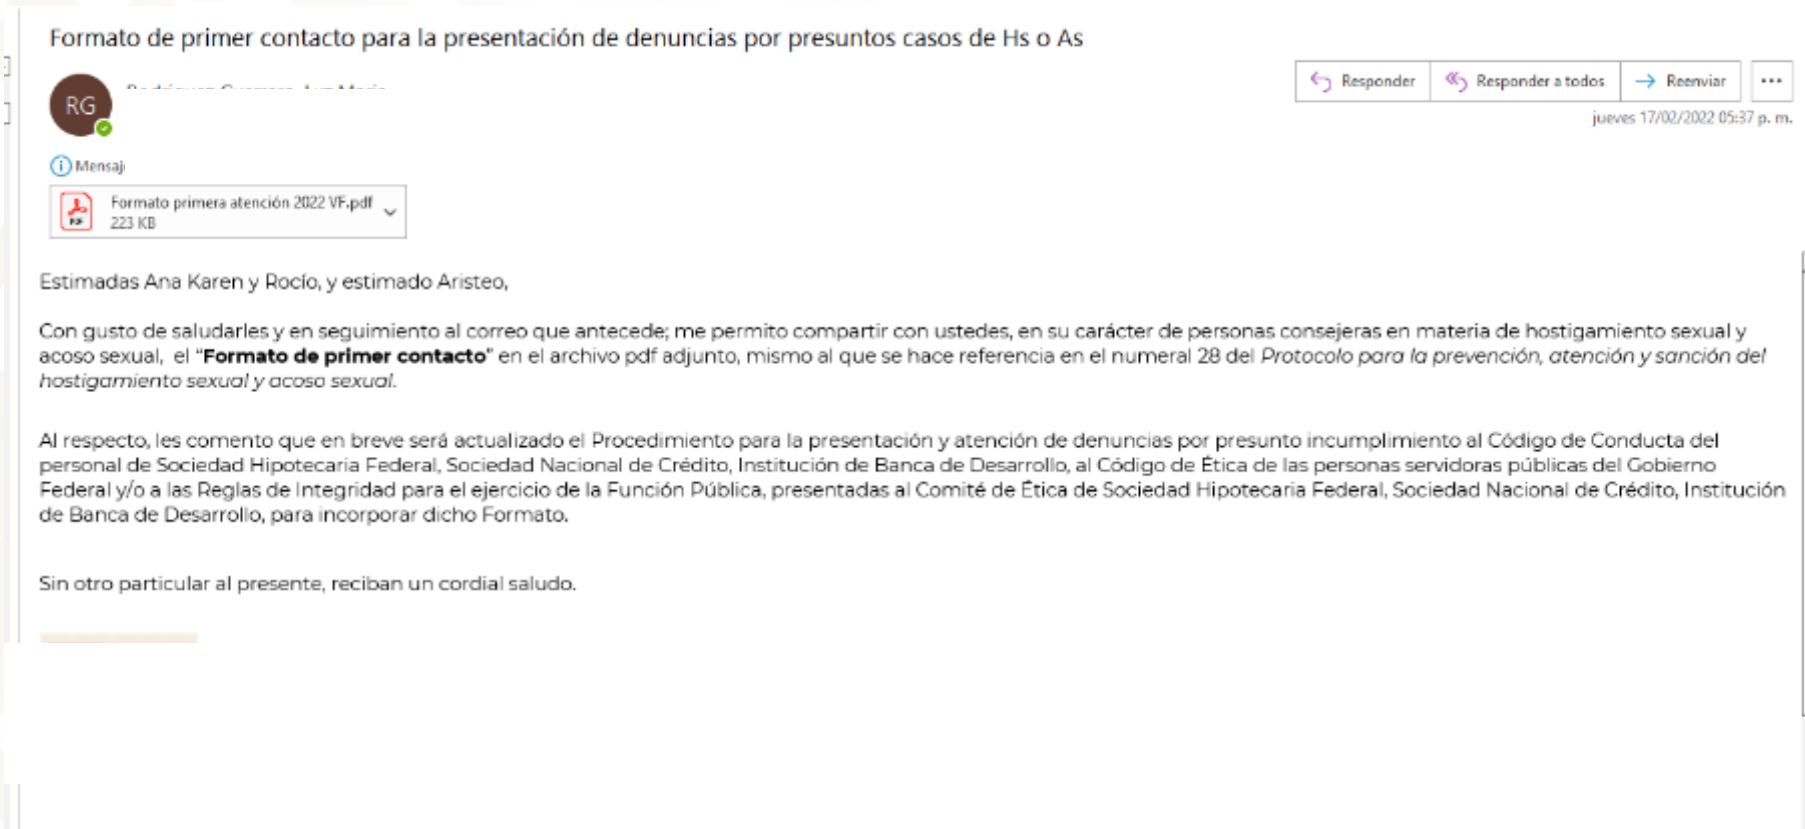 Formato de primer contacto para la presentación de denuncias por presuntos casos de Hs o As
RG
Responder
Responder a todos
Reenviar
jueves 17/02/2022 05:37 p. m.
Mensaj
Formato primera atención 2022 VF.pdf
223 KB
Estimadas Ana Karen y Rocío, y estimado Aristeo,
Con gusto de saludarles y en seguimiento al correo que antecede; me permito compartir con ustedes, en su carácter de personas consejeras en materia de hostigamiento sexual y
acoso sexual, el "Formato de primer contacto" en el archivo pdf adjunto, mismo al que se hace referencia en el numeral 28 del Protocolo para la prevención, atención y sanción del
hostigamiento sexual y acoso sexual.
Al respecto, les comento que en breve será actualizado el Procedimiento para la presentación y atención de denuncias por presunto incumplimiento al Código de Conducta del
personal de Sociedad Hipotecaria Federal, Sociedad Nacional de Crédito, Institución de Banca de Desarrollo, al Código de Ética de las personas servidoras públicas del Gobierno
Federal y/o a las Reglas de Integridad para el ejercicio de la Función Pública, presentadas al Comité de Ética de Sociedad Hipotecaria Federal, Sociedad Nacional de Crédito, Institución
de Banca de Desarrollo, para incorporar dicho Formato.
Sin otro particular al presente, reciban un cordial saludo.